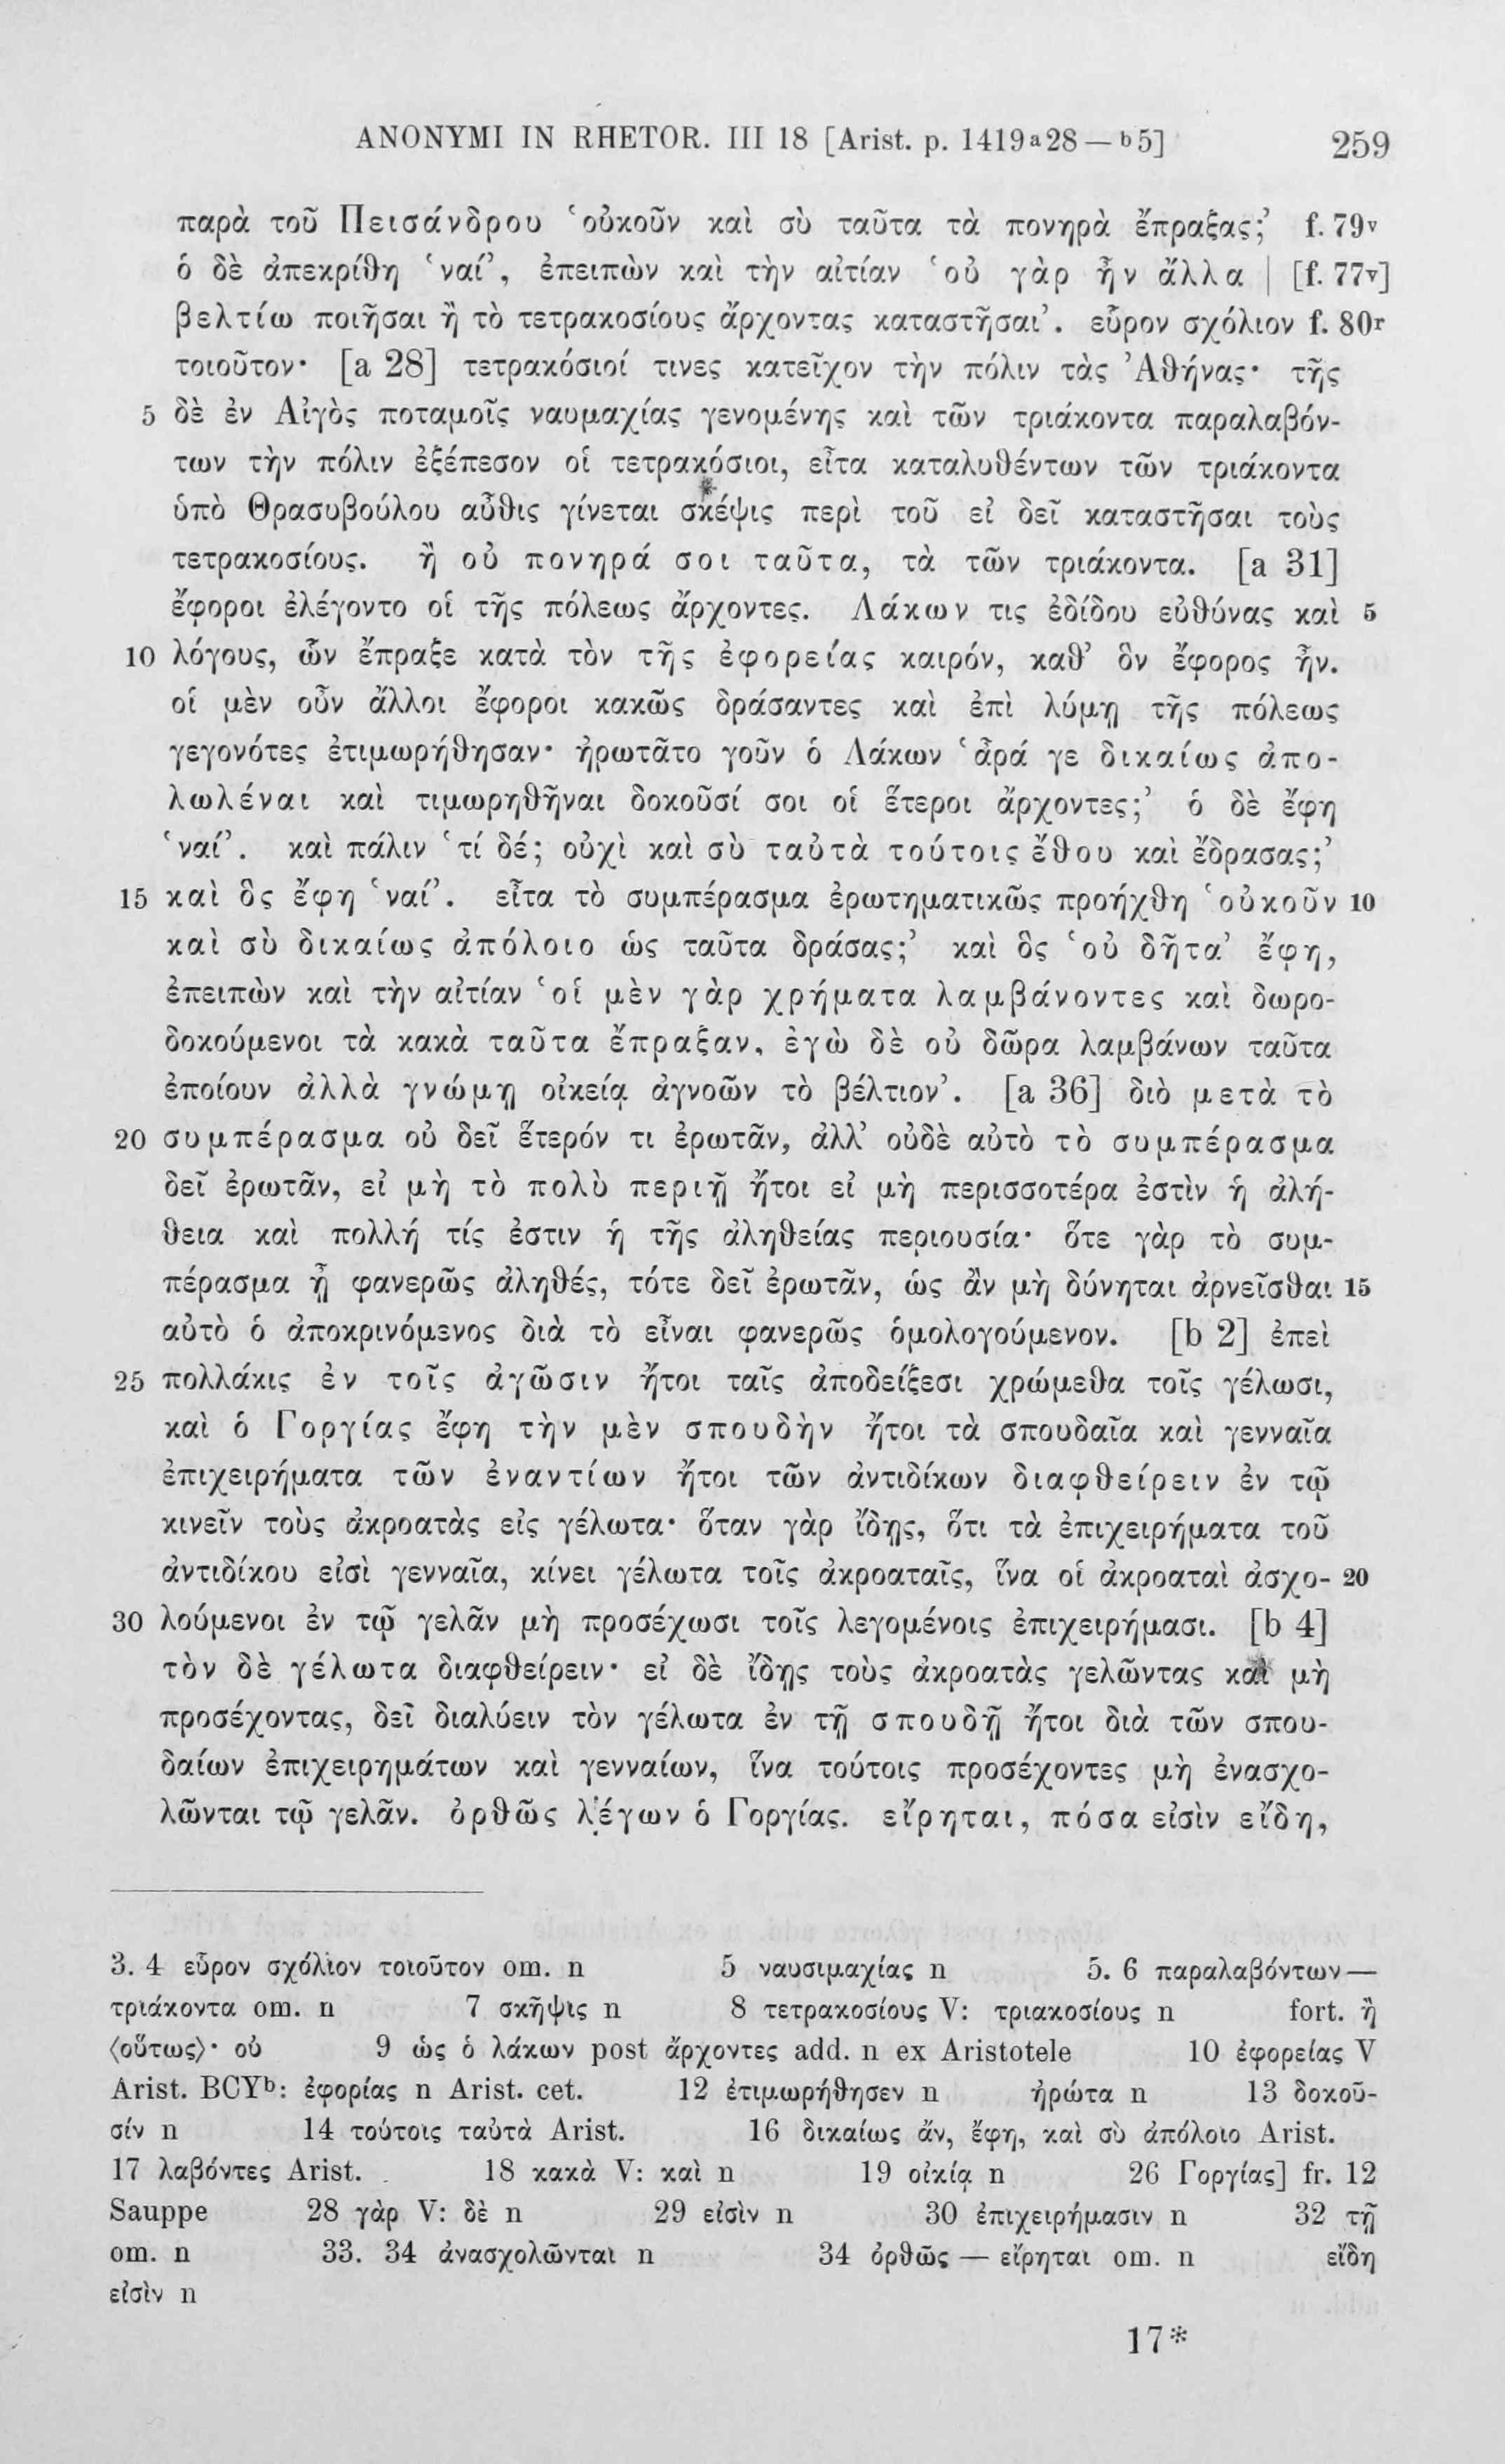 ANONYMI IN RHETOR. III 18 [Arist. p. 1419ᵃ28 — ᵇ5] 259
παρὰ τοῦ Πεισάνδρου ‘οὐκοῦν καὶ σὺ ταῦτα τὰ πονηρὰ ἔπραξας;’ f. 79ᵛ
ὁ δὲ ἀπεκρίθη ‘ναί’, ἐπειπὼν καὶ τὴν αἰτίαν ‘οὐ γὰρ ἦν ἄλλα | [f. 77ᵛ]
βελτίω ποιῆσαι ἢ τὸ τετρακοσίους ἄρχοντας καταστῆσαι’. εὗρον σχόλιον f. 80ʳ
τοιοῦτον· [a 28] τετρακόσιοί τινες κατεῖχον τὴν πόλιν τὰς Ἀθήνας· τῆς
5 δὲ ἐν Αἰγὸς ποταμοῖς ναυμαχίας γενομένης καὶ τῶν τριάκοντα παραλαβόν-
των τὴν πόλιν ἐξέπεσον οἱ τετρακόσιοι, εἶτα καταλυθέντων τῶν τριάκοντα
ὑπὸ Θρασυβούλου αὖθις γίνεται σκέψις περὶ τοῦ εἰ δεῖ καταστῆσαι τοὺς
τετρακοσίους. ἢ οὐ πονηρά σοι ταῦτα, τὰ τῶν τριάκοντα. [a 31]
ἔφοροι ἐλέγοντο οἱ τῆς πόλεως ἄρχοντες. Λάκων τις ἐδίδου εὐθύνας καὶ 5
10 λόγους, ὧν ἔπραξε κατὰ τὸν τῆς ἐφορείας καιρόν, καθ’ ὃν ἔφορος ἦν.
οἱ μὲν οὖν ἄλλοι ἔφοροι κακῶς δράσαντες καὶ ἐπὶ λύμῃ τῆς πόλεως
γεγονότες ἐτιμωρήθησαν· ἠρωτᾶτο γοῦν ὁ Λάκων ‘ἆρά γε δικαίως ἀπο-
λωλέναι καὶ τιμωρηθῆναι δοκοῦσί σοι οἱ ἕτεροι ἄρχοντες;’ ὁ δὲ ἔφη
‘ναί’. καὶ πάλιν ‘τί δέ; οὐχὶ καὶ σὺ ταὐτὰ τούτοις ἔθου καὶ ἔδρασας;’
15 καὶ ὃς ἔφη ‘ναί’. εἶτα τὸ συμπέρασμα ἐρωτηματικῶς προήχθη ‘οὐκοῦν 10
καὶ σὺ δικαίως ἀπόλοιο ὡς ταῦτα δράσας;’ καὶ ὃς ‘οὐ δῆτα’ ἔφη,
ἐπειπὼν καὶ τὴν αἰτίαν ‘οἱ μὲν γὰρ χρήματα λαμβάνοντες καὶ δωρο-
δοκούμενοι τὰ κακὰ ταῦτα ἔπραξαν, ἐγὼ δὲ οὐ δῶρα λαμβάνων ταῦτα
ἐποίουν ἀλλὰ γνώμῃ οἰκείᾳ ἀγνοῶν τὸ βέλτιον’. [a 36] διὸ μετὰ τὸ
20 συμπέρασμα οὐ δεῖ ἕτερόν τι ἐρωτᾶν, ἀλλ’ οὐδὲ αὐτὸ τὸ συμπέρασμα
δεῖ ἐρωτᾶν, εἰ μὴ τὸ πολὺ περιῇ ἤτοι εἰ μὴ περισσοτέρα ἐστὶν ἡ ἀλή-
θεια καὶ πολλή τίς ἐστιν ἡ τῆς ἀληθείας περιουσία· ὅτε γὰρ τὸ συμ-
πέρασμα ᾖ φανερῶς ἀληθές, τότε δεῖ ἐρωτᾶν, ὡς ἂν μὴ δύνηται ἀρνεῖσθαι 15
αὐτὸ ὁ ἀποκρινόμενος διὰ τὸ εἶναι φανερῶς ὁμολογούμενον. [b 2] ἐπεὶ
25 πολλάκις ἐν τοῖς ἀγῶσιν ἤτοι ταῖς ἀποδείξεσι χρώμεθα τοῖς γέλωσι,
καὶ ὁ Γοργίας ἔφη τὴν μὲν σπουδὴν ἤτοι τὰ σπουδαῖα καὶ γενναῖα
ἐπιχειρήματα τῶν ἐναντίων ἤτοι τῶν ἀντιδίκων διαφθείρειν ἐν τῷ
κινεῖν τοὺς ἀκροατὰς εἰς γέλωτα· ὅταν γὰρ ἴδῃς, ὅτι τὰ ἐπιχειρήματα τοῦ
ἀντιδίκου εἰσὶ γενναῖα, κίνει γέλωτα τοῖς ἀκροαταῖς, ἵνα οἱ ἀκροαταὶ ἀσχο- 20
30 λούμενοι ἐν τῷ γελᾶν μὴ προσέχωσι τοῖς λεγομένοις ἐπιχειρήμασι. [b 4]
τὸν δὲ γέλωτα διαφθείρειν· εἰ δὲ ἴδῃς τοὺς ἀκροατὰς γελῶντας καὶ μὴ
προσέχοντας, δεῖ διαλύειν τὸν γέλωτα ἐν τῇ σπουδῇ ἤτοι διὰ τῶν σπου-
δαίων ἐπιχειρημάτων καὶ γενναίων, ἵνα τούτοις προσέχοντες μὴ ἐνασχο-
λῶνται τῷ γελᾶν. ὀρθῶς λέγων ὁ Γοργίας. εἴρηται, πόσα εἰσὶν εἴδη,
3. 4 εὗρον σχόλιον τοιοῦτον om. n 5 ναυσιμαχίας n 5. 6 παραλαβόντων —
τριάκοντα om. n 7 σκῆψις n 8 τετρακοσίους V: τριακοσίους n fort. ἢ
⟨οὕτως⟩· οὐ 9 ὡς ὁ λάκων post ἄρχοντες add. n ex Aristotele 10 ἐφορείας V
Arist. BCYᵇ: ἐφορίας n Arist. cet. 12 ἐτιμωρήθησεν n ἠρώτα n 13 δοκοῦ-
σίν n 14 τούτοις ταὐτὰ Arist. 16 δικαίως ἄν, ἔφη, καὶ σὺ ἀπόλοιο Arist.
17 λαβόντες Arist. 18 κακὰ V: καὶ n 19 οἰκίᾳ n 26 Γοργίας] fr. 12
Sauppe 28 γὰρ V: δὲ n 29 εἰσὶν n 30 ἐπιχειρήμασιν n 32 τῇ
om. n 33. 34 ἀνασχολῶνται n 34 ὀρθῶς — εἴρηται om. n εἴδη
εἰσὶν n
17*